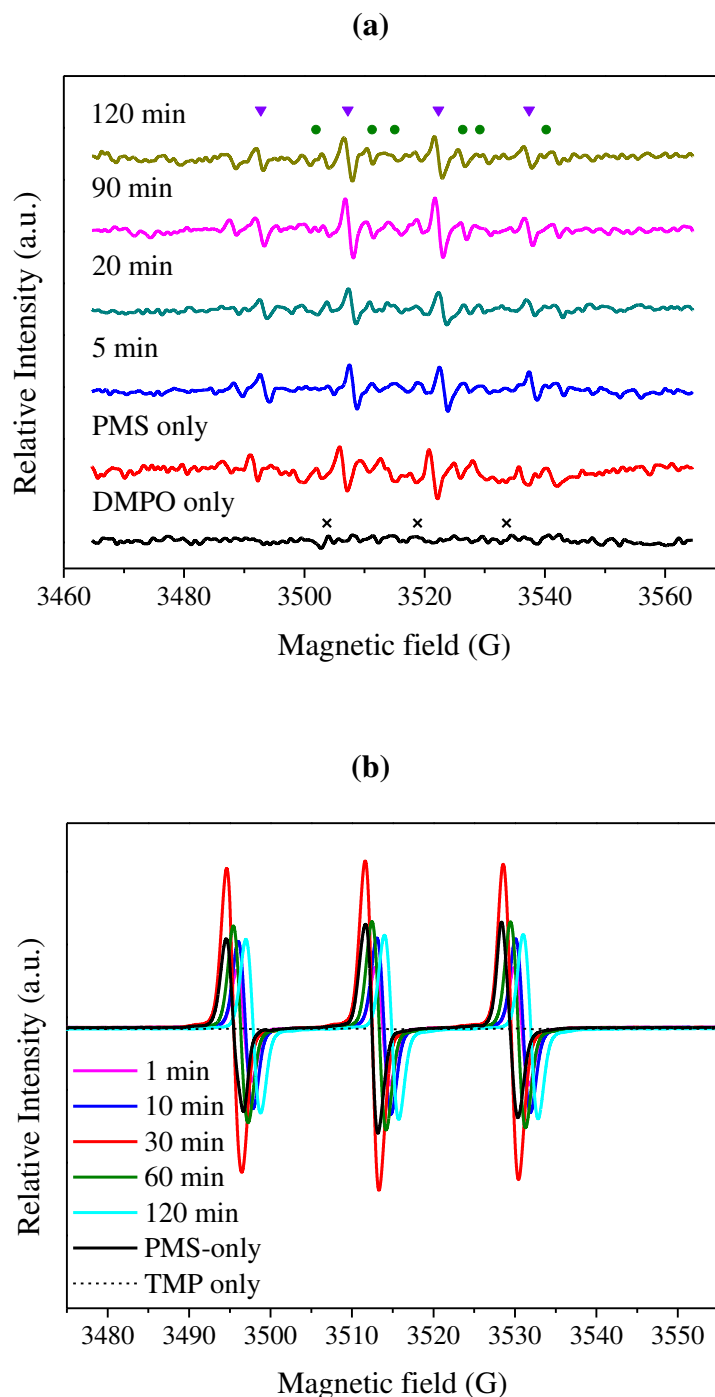 (a)
120 min
90 min
20 min
5 min
PMS only
DMPO only
Relative Intensity (a.u.)
3460 3480 3500 3520 3540 3560
Magnetic field (G)
(b)
1 min
10 min
30 min
60 min
120 min
PMS-only
TMP only
Relative Intensity (a.u.)
3480 3490 3500 3510 3520 3530 3540 3550
Magnetic field (G)